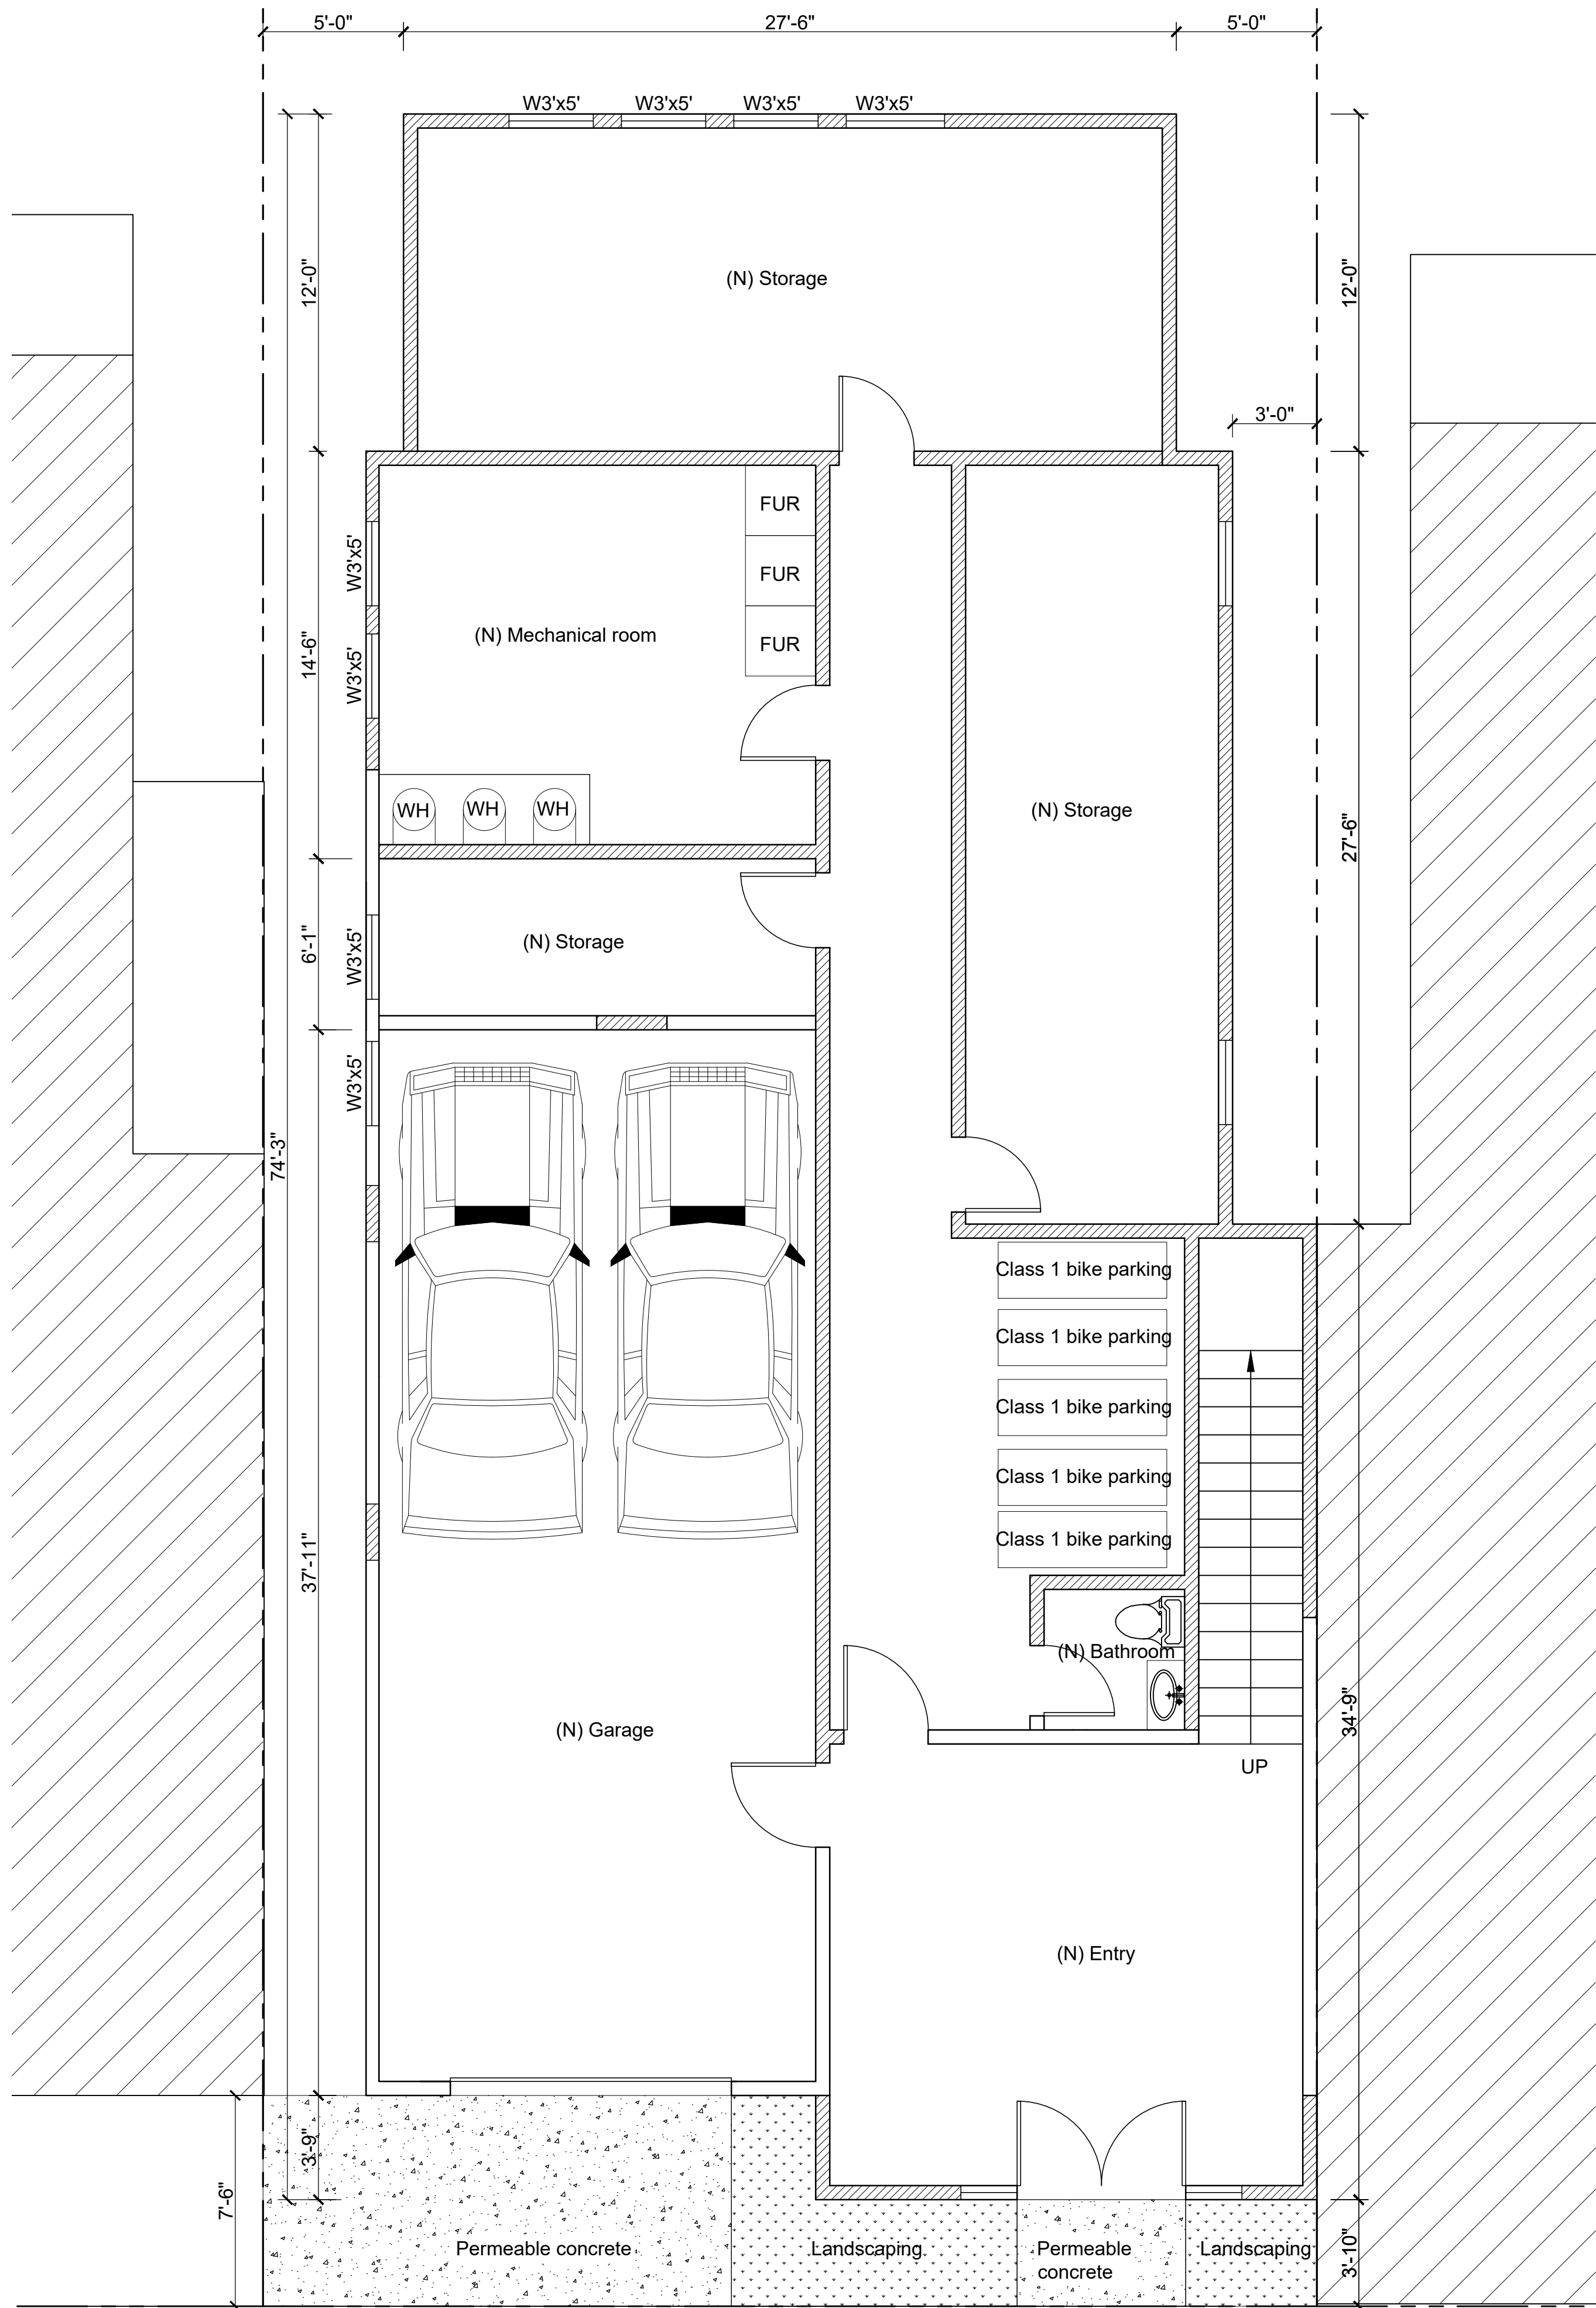 5'-0"
27'-6"
5'-0"
W3'x5'
W3'x5'
W3'x5'
W3'x5'
12'-0"
(N) Storage
12'-0"
3'-0"
FUR
W3'x5'
FUR
14'-6"
(N) Mechanical room
FUR
W3'x5'
WH
WH
WH
(N) Storage
27'-6"
6'-1"
W3'x5'
(N) Storage
W3'x5'
74'-3"
Class 1 bike parking
Class 1 bike parking
Class 1 bike parking
Class 1 bike parking
Class 1 bike parking
37'-11"
(N) Bathroom
34'-9"
(N) Garage
UP
(N) Entry
3'-9"
7'-6"
Permeable concrete
Landscaping
Permeable
concrete
Landscaping
3'-10"